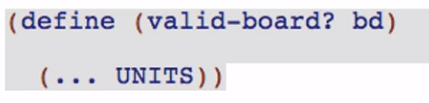 (define (valid-board? bd)
(... UNITS))